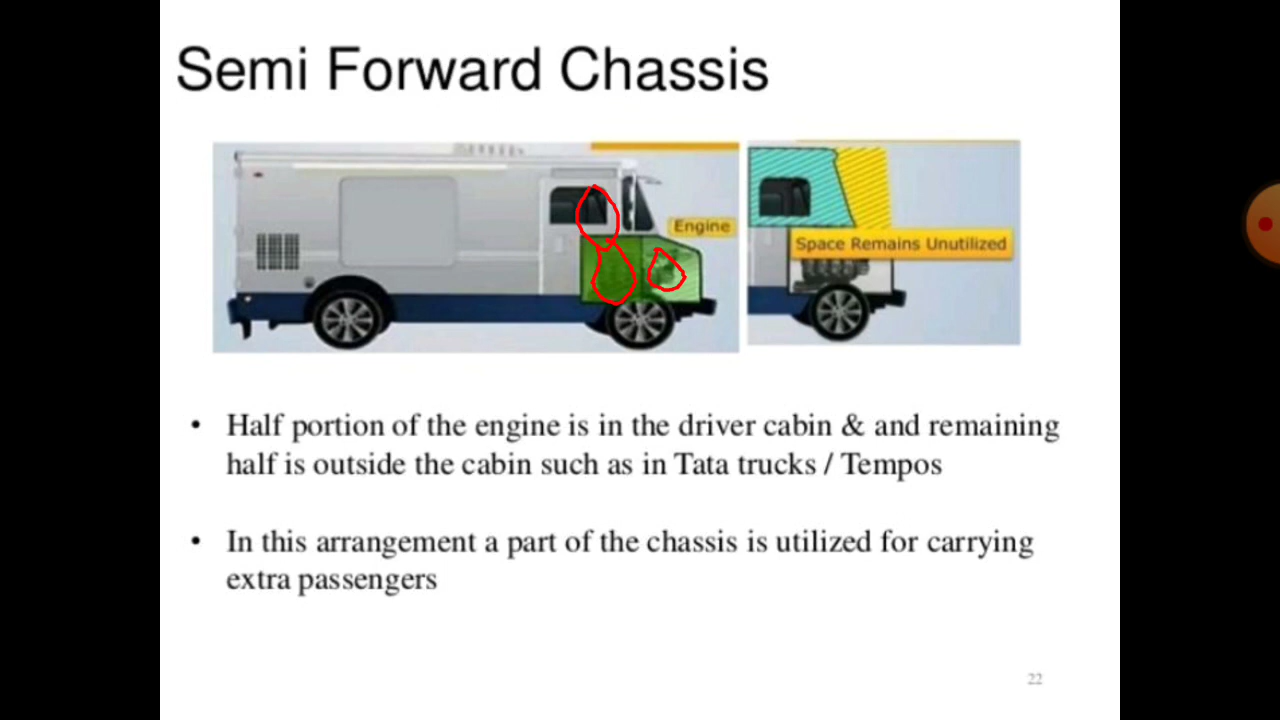 Semi Forward Chassis
Engine
Space Remains Unutilized
• Half portion of the engine is in the driver cabin & and remaining
half is outside the cabin such as in Tata trucks / Tempos
• In this arrangement a part of the chassis is utilized for carrying
extra passengers
22